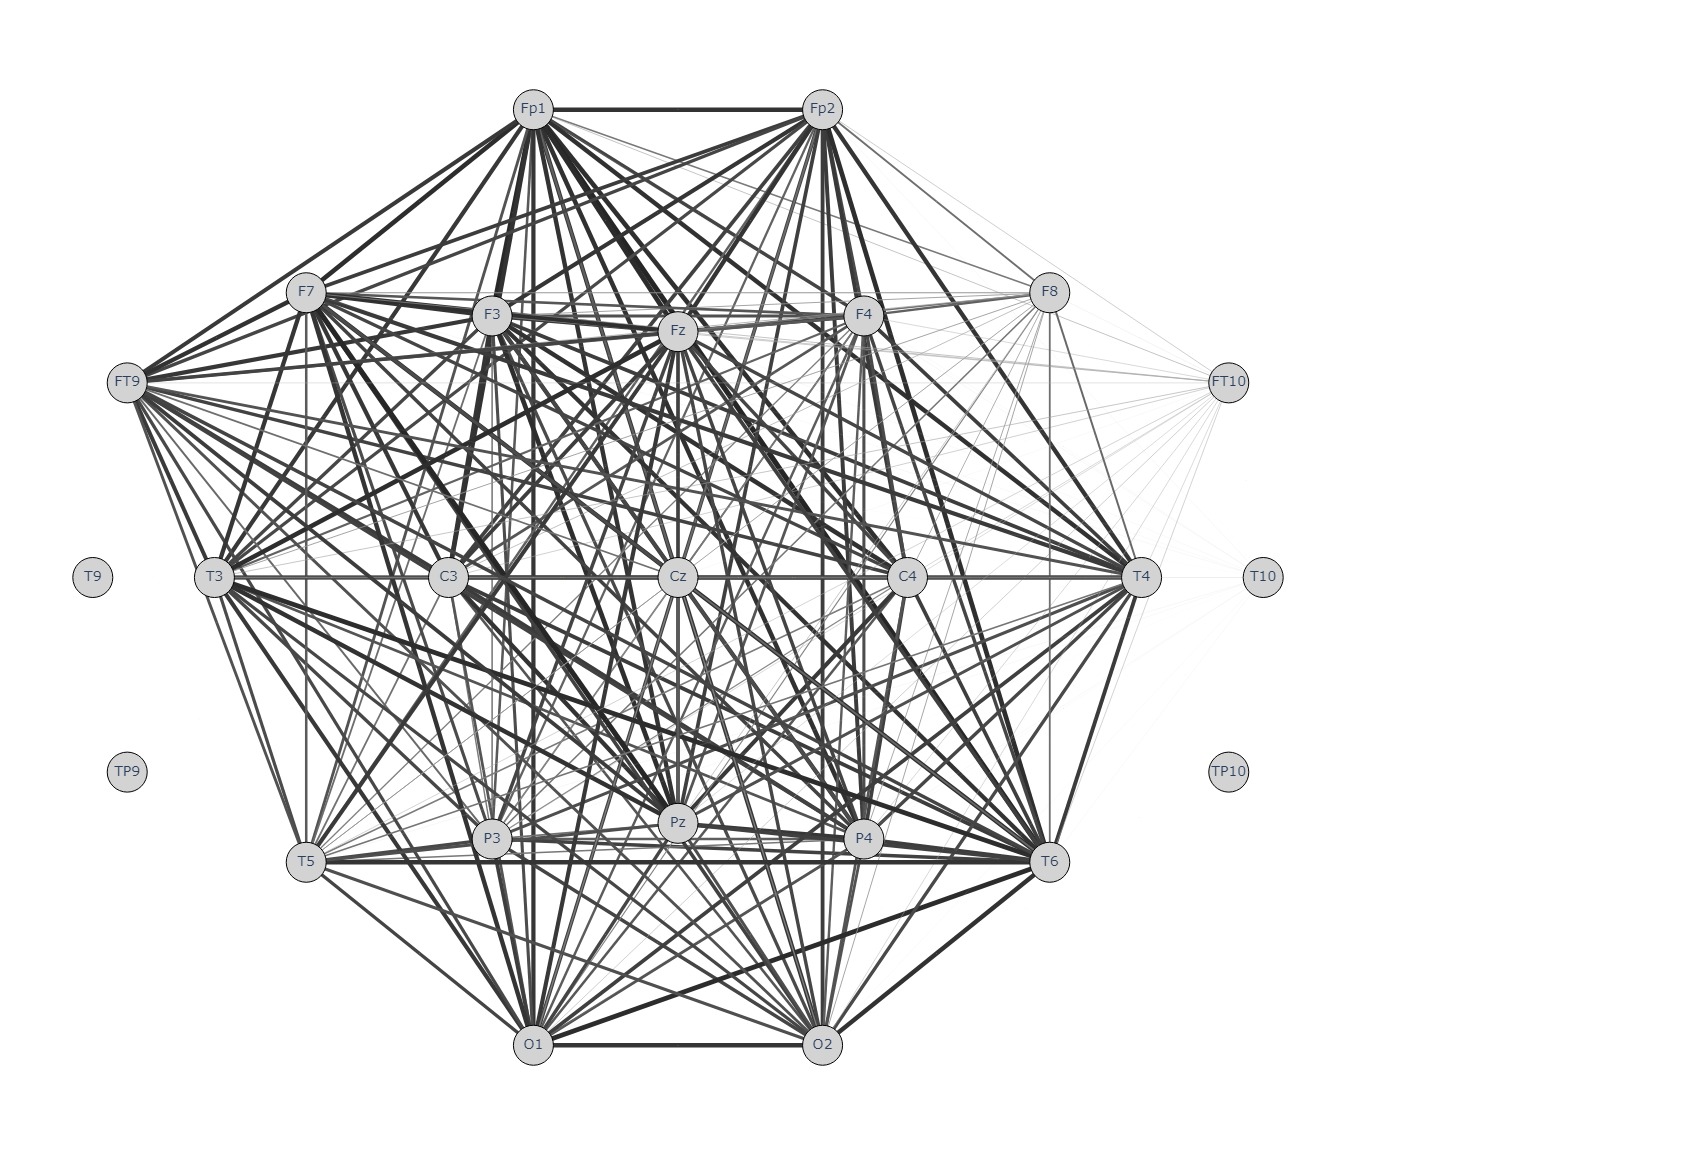 Fp1 Fp2
F7 F3 Fz F4 F8
FT9 FT10
T9 T3 C3 Cz C4 T4 T10
TP9 TP10
T5 P3 Pz P4 T6
O1 O2